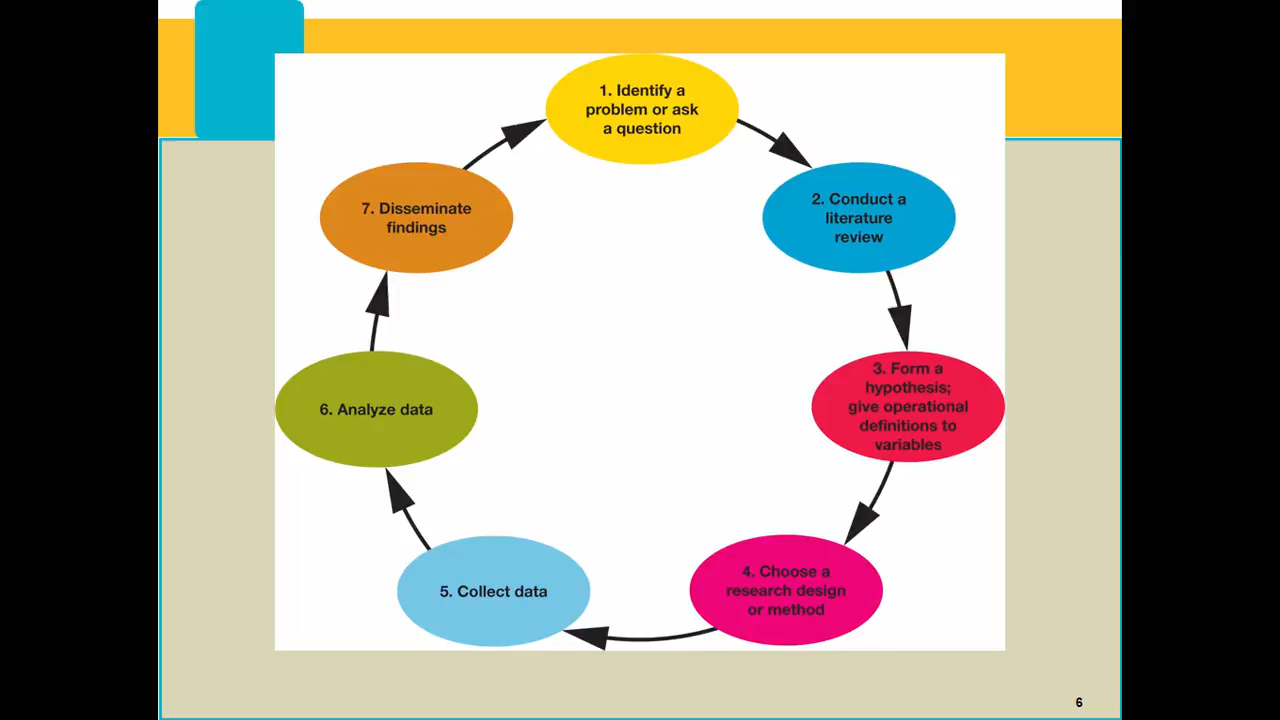 1. Identify a
problem or ask
a question
2. Conduct a
literature
review
3. Form a
hypothesis;
give operational
definitions to
variables
4. Choose a
research design
or method
5. Collect data
6. Analyze data
7. Disseminate
findings
6